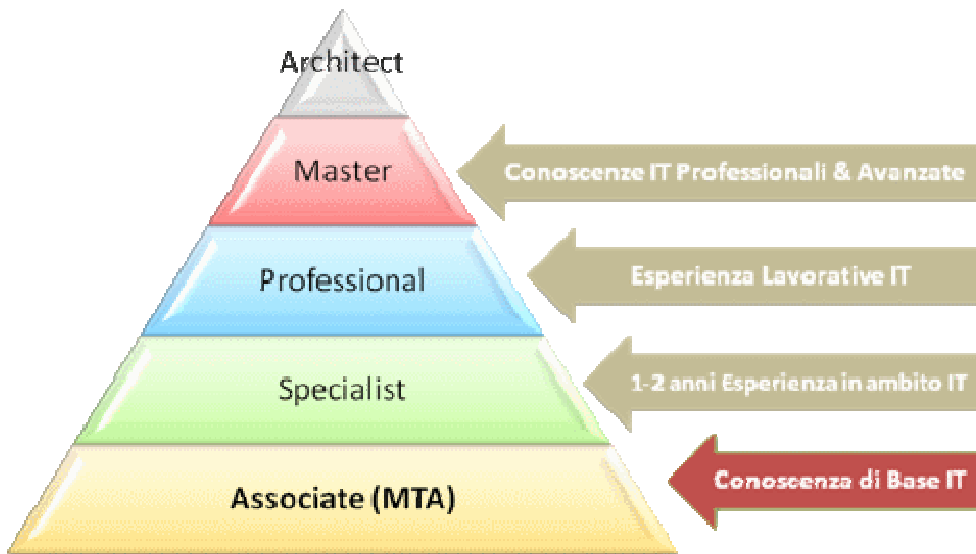 Architect
Master
Conoscenze IT Professionali & Avanzate
Professional
Esperienza Lavorative IT
Specialist
1-2 anni Esperienza in ambito IT
Associate (MTA)
Conoscenza di Base IT